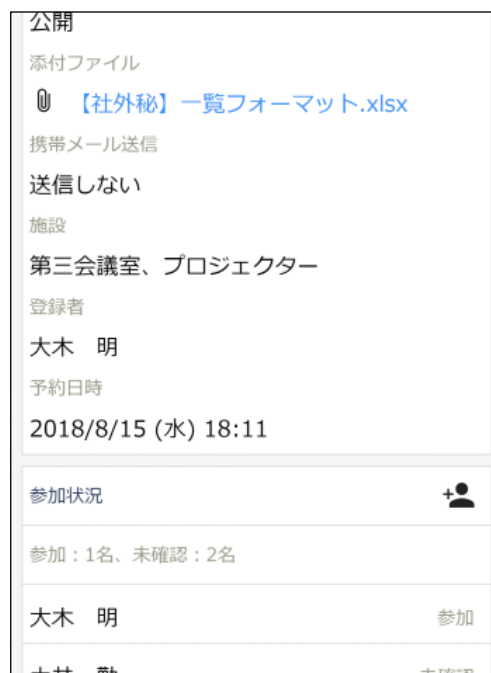 公開
添付ファイル
【社外秘】一覧フォーマット.xlsx
携帯メール送信
送信しない
施設
第三会議室、プロジェクター
登録者
大木　明
予約日時
2018/8/15 (水) 18:11
参加状況
参加：1名、未確認：2名
大木　明
参加